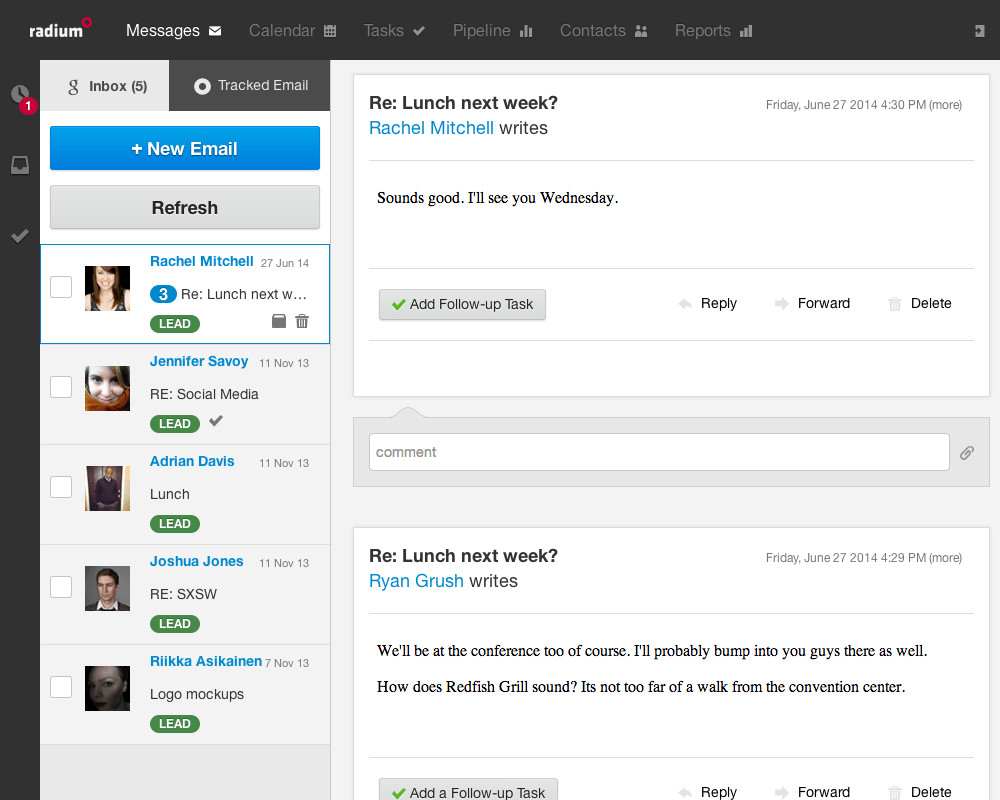 radium
Messages
Calendar
Tasks
Pipeline
Contacts
Reports
1
g Inbox (5)
Tracked Email
+ New Email
Refresh
Rachel Mitchell 27 Jun 14
3 Re: Lunch next w...
LEAD
Jennifer Savoy 11 Nov 13
RE: Social Media
LEAD
Adrian Davis 11 Nov 13
Lunch
LEAD
Joshua Jones 11 Nov 13
RE: SXSW
LEAD
Riikka Asikainen 7 Nov 13
Logo mockups
LEAD
Re: Lunch next week?
Friday, June 27 2014 4:30 PM (more)
Rachel Mitchell writes
Sounds good. I'll see you Wednesday.
Add Follow-up Task
Reply
Forward
Delete
comment
Re: Lunch next week?
Friday, June 27 2014 4:29 PM (more)
Ryan Grush writes
We'll be at the conference too of course. I'll probably bump into you guys there as well.
How does Redfish Grill sound? Its not too far of a walk from the convention center.
Add a Follow-up Task
Reply
Forward
Delete